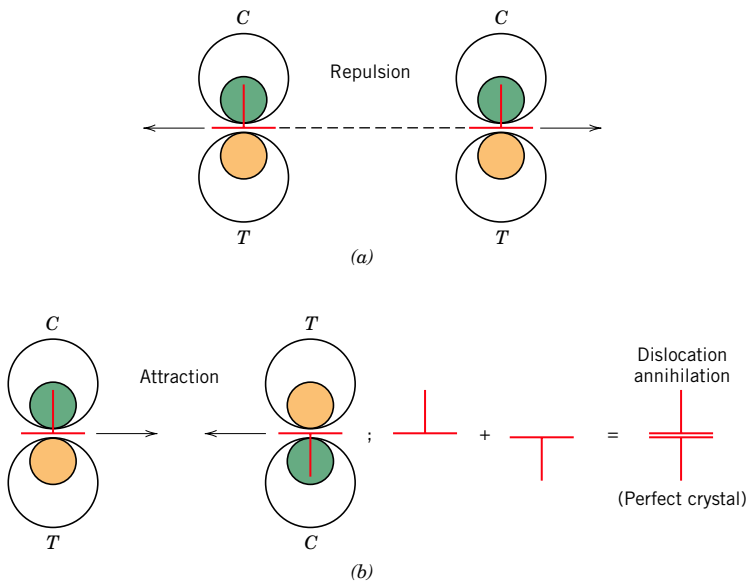 C C
Repulsion
T T
(a)
C T
Attraction
; + =
Dislocation
annihilation
(Perfect crystal)
T C
(b)